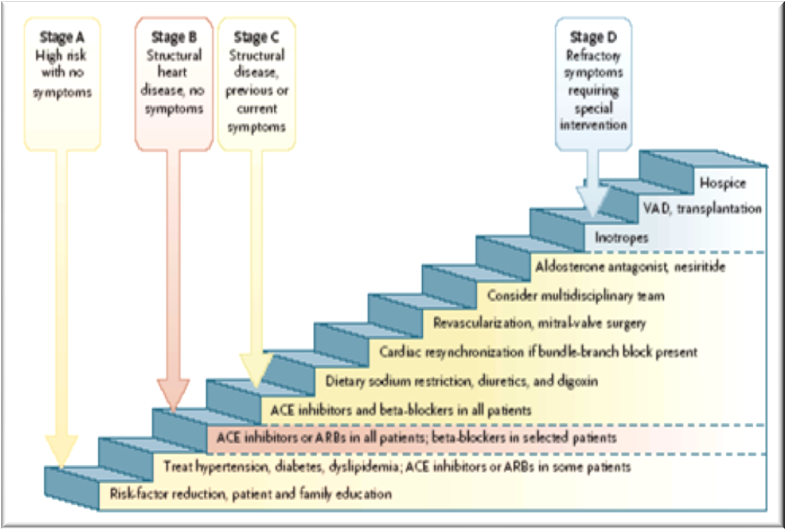 Stage A
High risk
with no
symptoms
Stage B
Structural
heart
disease, no
symptoms
Stage C
Structural
disease,
previous or
current
symptoms
Stage D
Refractory
symptoms
requiring
special
intervention
Hospice
VAD, transplantation
Inotropes
Aldosterone antagonist, nesiritide
Consider multidisciplinary team
Revascularization, mitral-valve surgery
Cardiac resynchronization if bundle-branch block present
Dietary sodium restriction, diuretics, and digoxin
ACE inhibitors and beta-blockers in all patients
ACE inhibitors or ARBs in all patients; beta-blockers in selected patients
Treat hypertension, diabetes, dyslipidemia; ACE inhibitors or ARBs in some patients
Risk-factor reduction, patient and family education